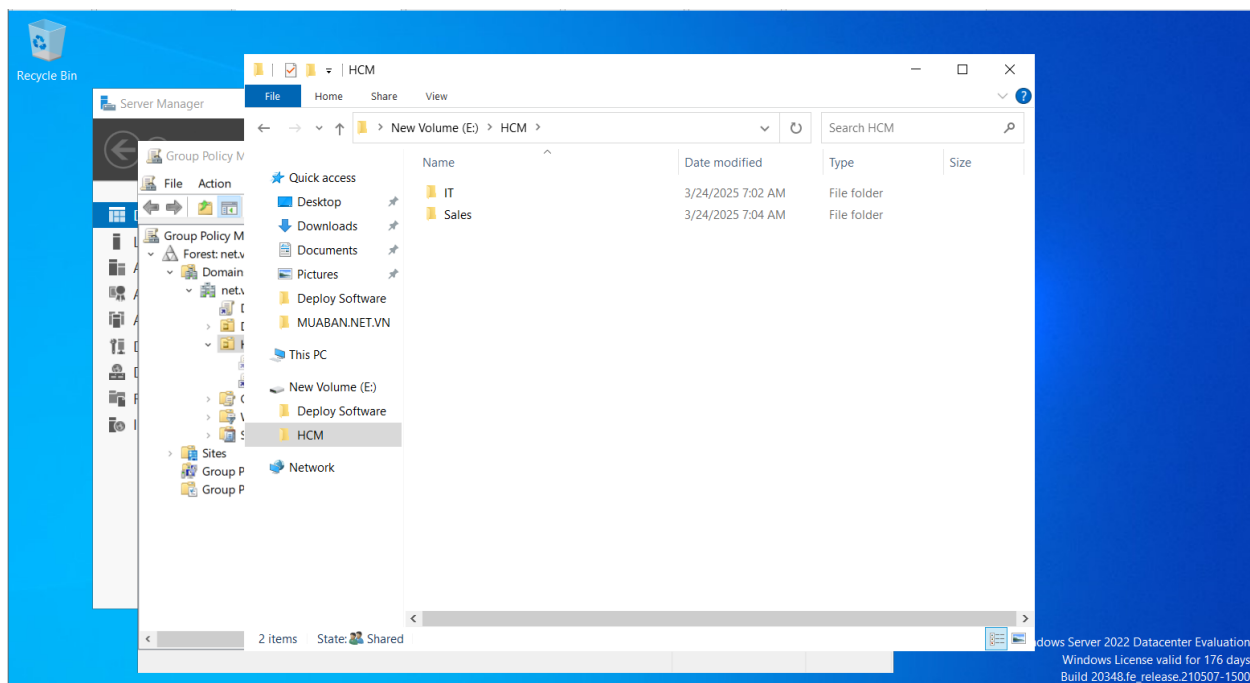 Recycle Bin
Server Manager
Group Policy M
File Action
Group Policy M
Forest: net.v
Domain
net.v
Sites
Group P
Group P
HCM
File Home Share View
New Volume (E:) HCM
Search HCM
Quick access
Desktop
Downloads
Documents
Pictures
Deploy Software
MUABAN.NET.VN
This PC
New Volume (E:)
Deploy Software
HCM
Network
Name Date modified Type Size
IT 3/24/2025 7:02 AM File folder
Sales 3/24/2025 7:04 AM File folder
2 items State: Shared
dows Server 2022 Datacenter Evaluation
Windows License valid for 176 days
Build 20348.fe_release.210507-1500